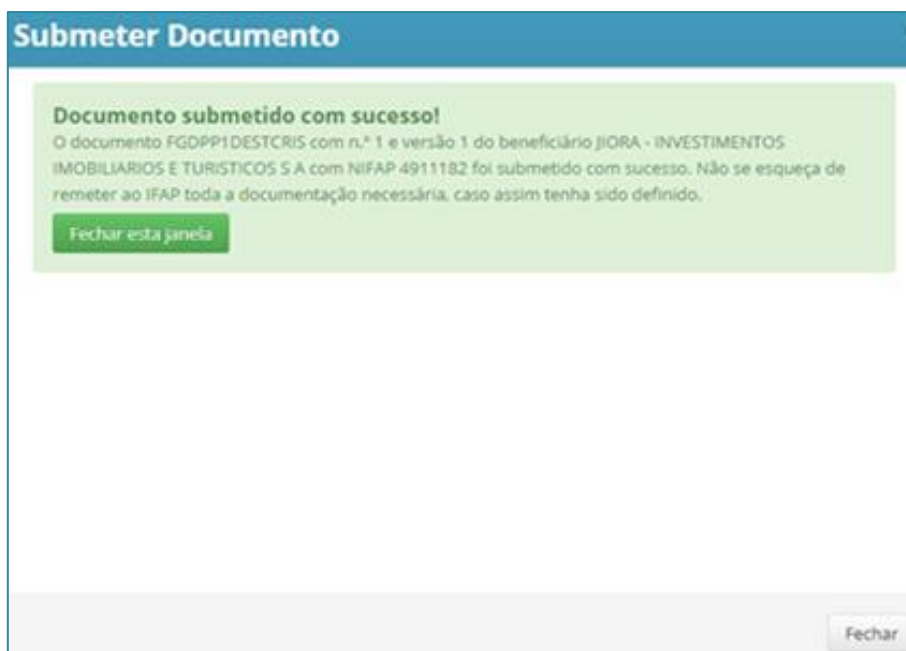 Submeter Documento
Documento submetido com sucesso!
O documento FGDPP1DESTCRIS com n.º 1 e versão 1 do beneficiário JIORA - INVESTIMENTOS
IMOBILIARIOS E TURISTICOS S A com NIFAP 4911182 foi submetido com sucesso. Não se esqueça de
remeter ao IFAP toda a documentação necessária, caso assim tenha sido definido.
Fechar esta janela
Fechar